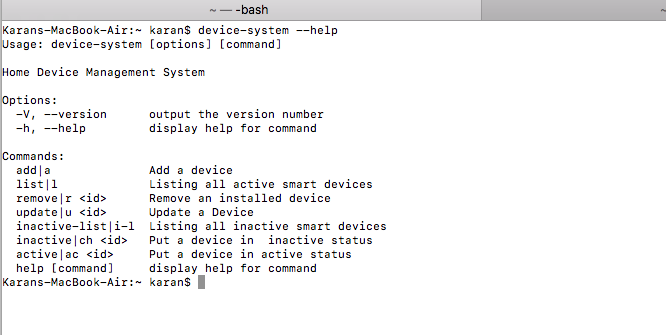 ~ — -bash
~
Karans-MacBook-Air:~ karan$ device-system --help
Usage: device-system [options] [command]

Home Device Management System

Options:
  -V, --version      output the version number
  -h, --help         display help for command

Commands:
  add|a              Add a device
  list|l             Listing all active smart devices
  remove|r <id>      Remove an installed device
  update|u <id>      Update a Device
  inactive-list|i-l  Listing all inactive smart devices
  inactive|ch <id>   Put a device in  inactive status
  active|ac <id>     Put a device in active status
  help [command]     display help for command
Karans-MacBook-Air:~ karan$